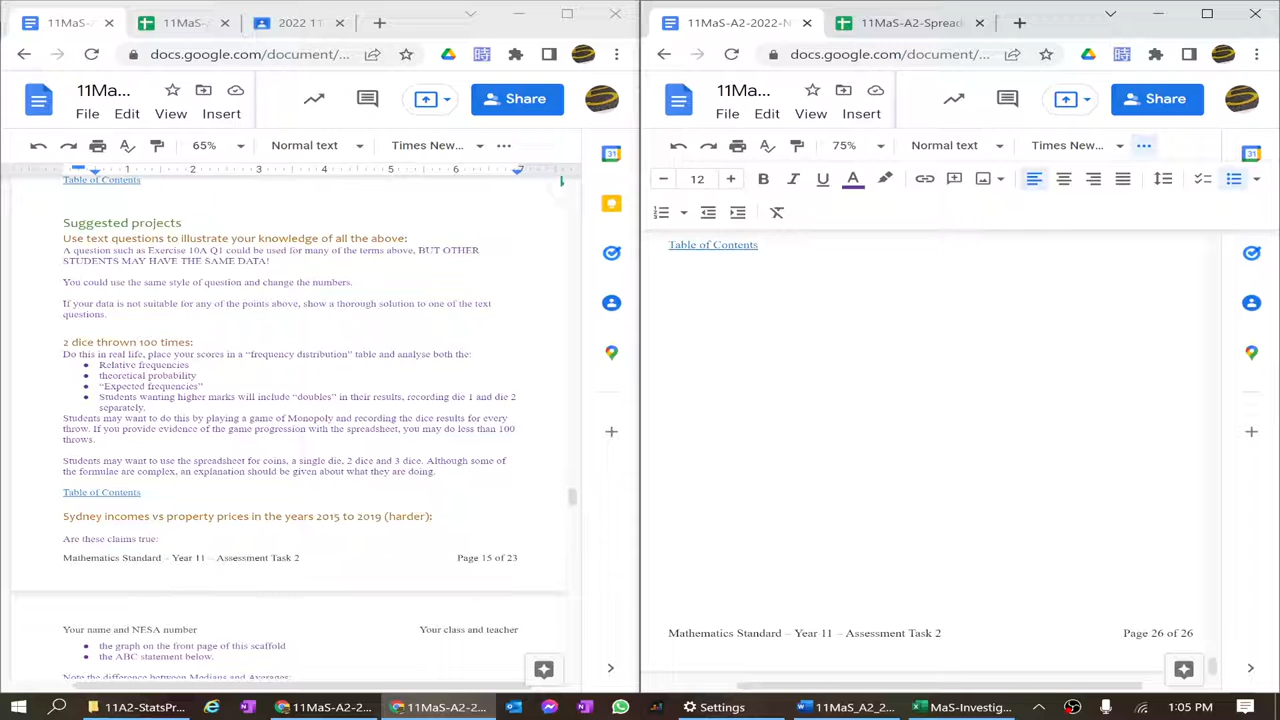 11MaS-A2
11MaS-
2022 11
docs.google.com/document/...
11Ma...
Share
File Edit View Insert
65% Normal text Times New...
1 2 3 4 5 6 7
Table of Contents
Suggested projects
Use text questions to illustrate your knowledge of all the above:
A question such as Exercise 10A Q1 could be used for many of the terms above, BUT OTHER
STUDENTS MAY HAVE THE SAME DATA!
You could use the same style of question and change the numbers.
If your data is not suitable for any of the points above, show a thorough solution to one of the text
questions.
2 dice thrown 100 times:
Do this in real life, place your scores in a “frequency distribution” table and analyse both the:
● Relative frequencies
● theoretical probability
● “Expected frequencies”
● Students wanting higher marks will include “doubles” in their results, recording die 1 and die 2
separately.
Students may want to do this by playing a game of Monopoly and recording the dice results for every
throw. If you provide evidence of the game progression with the spreadsheet, you may do less than 100
throws.
Students may want to use the spreadsheet for coins, a single die, 2 dice and 3 dice. Although some of
the formulae are complex, an explanation should be given about what they are doing.
Table of Contents
Sydney incomes vs property prices in the years 2015 to 2019 (harder):
Are these claims true:
Mathematics Standard – Year 11 – Assessment Task 2 Page 15 of 23
Your name and NESA number Your class and teacher
● the graph on the front page of this scaffold
● the ABC statement below.
Note the difference between Medians and Averages:
11MaS-A2-2022-N
11MaS-A2-Spread
docs.google.com/document/...
11Ma...
Share
File Edit View Insert
75% Normal text Times New...
12 B I U A
Table of Contents
Mathematics Standard – Year 11 – Assessment Task 2 Page 26 of 26
11A2-StatsPr...
11MaS-A2-2...
11MaS-A2-2...
Settings
11MaS_A2_2...
MaS-Investig...
1:05 PM